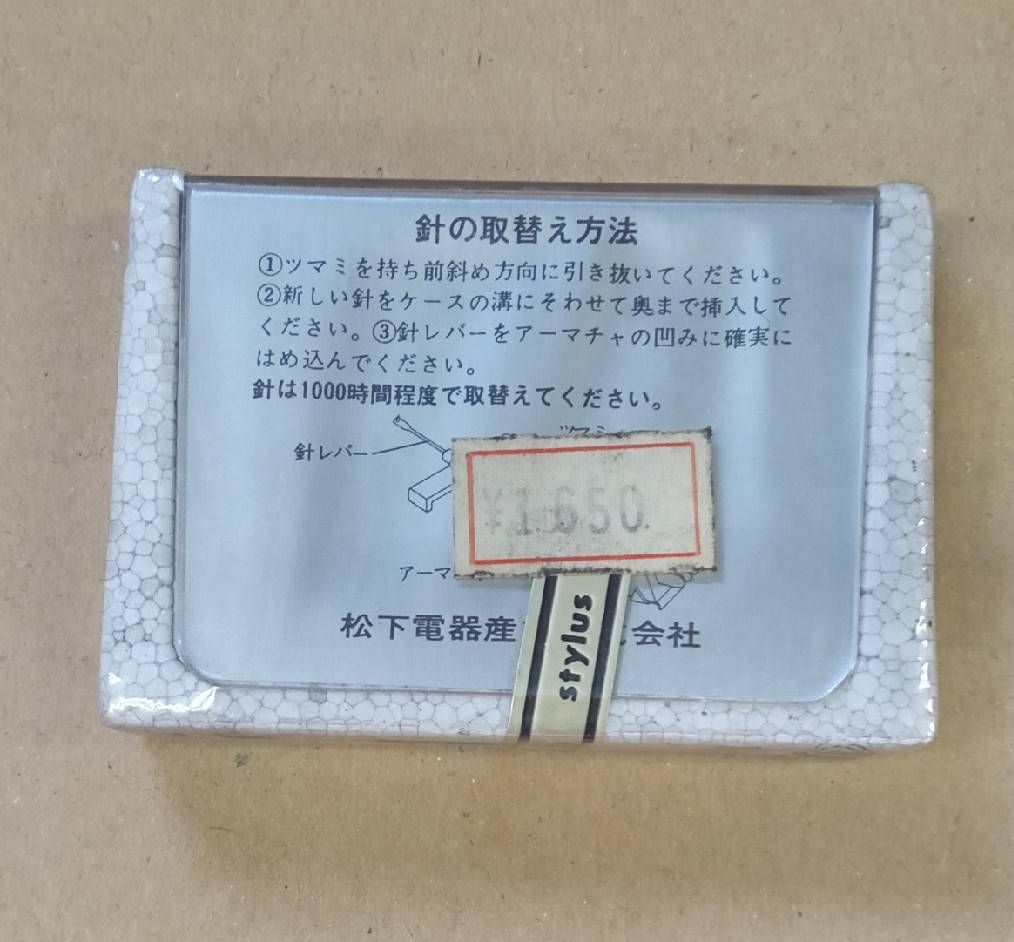 針の取替え方法
①ツマミを持ち前斜め方向に引き抜いてください。
②新しい針をケースの溝にそわせて奥まで挿入して
ください。③針レバーをアーマチャの凹みに確実に
はめ込んでください。
針は1000時間程度で取替えてください。
ツマミ
針レバー
¥1,650
アーマ
松下電器産
会社
stylus